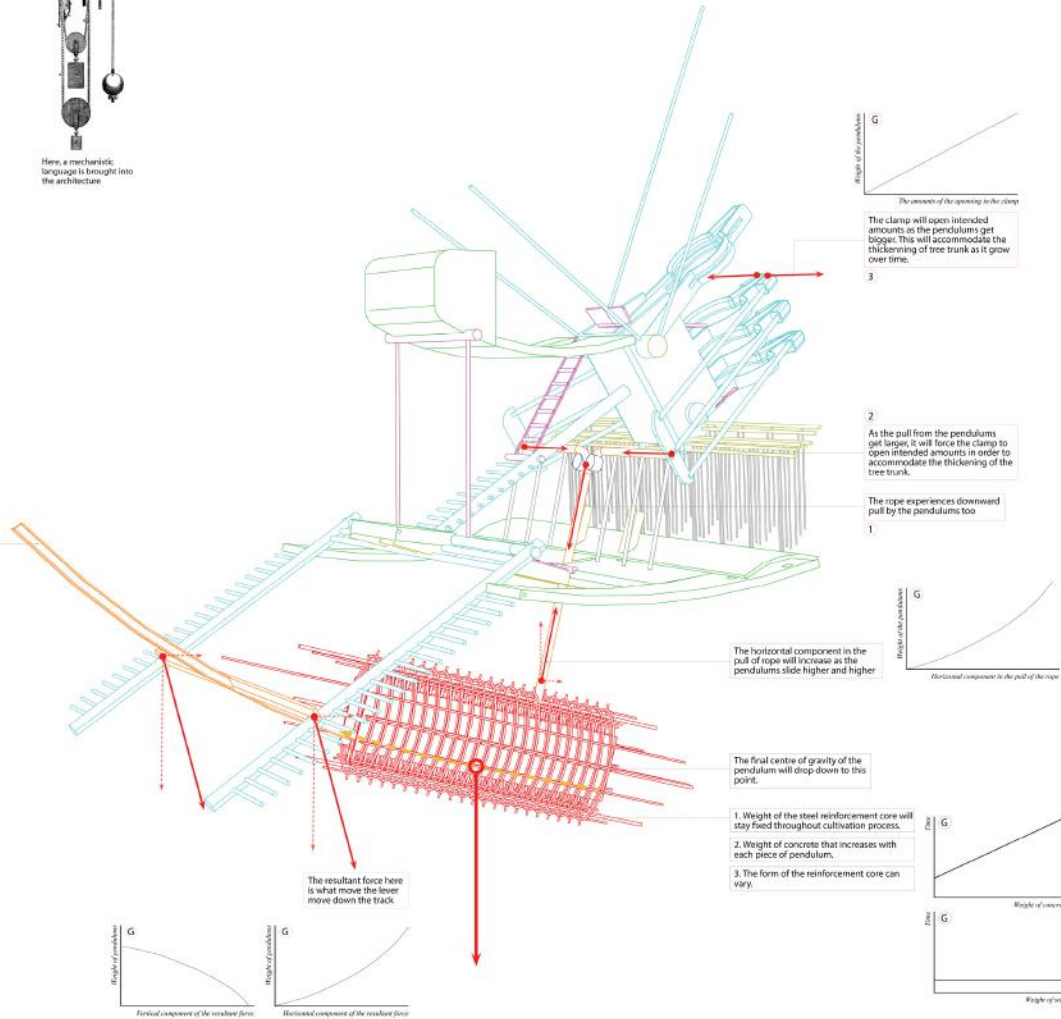 Here, a mechanistic
language is brought into
the architecture
G
Weight of the pendulums
The amounts of the openning in the clamp
The clamp will open intended
amounts as the pendulums get
bigger. This will accommodate the
thickenning of tree trunk as it grow
over time.
3
2
As the pull from the pendulums
get larger, it will force the clamp to
open intended amounts in order to
accommodate the thickening of the
tree trunk.
The rope experiences downward
pull by the pendulums too
1
G
Weight of the pendulums
Horizontal component in the pull of the rope
The horizontal component in the
pull of rope will increase as the
pendulums slide higher and higher
The final centre of gravity of the
pendulum will drop down to this
point.
1. Weight of the steel reinforcement core will
stay fixed throughout cultivation process.
2. Weight of concrete that increases with
each piece of pendulum.
3. The form of the reinforcement core can
vary.
G
Time
Weight of
G
Time
Weight of
The resultant force here
is what move the lever
move down the track
G
Weight of pendulums
Vertical component of the resultant force
G
Weight of pendulums
Horizontal component of the resultant force